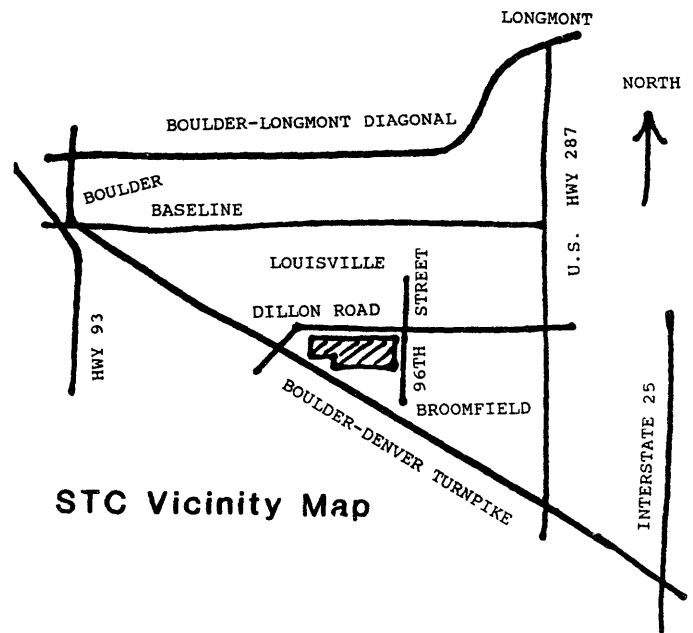 LONGMONT
NORTH
BOULDER-LONGMONT DIAGONAL
U.S. HWY 287
BOULDER
BASELINE
LOUISVILLE
96TH STREET
DILLON ROAD
HWY 93
BROOMFIELD
BOULDER-DENVER TURNPIKE
INTERSTATE 25
STC Vicinity Map